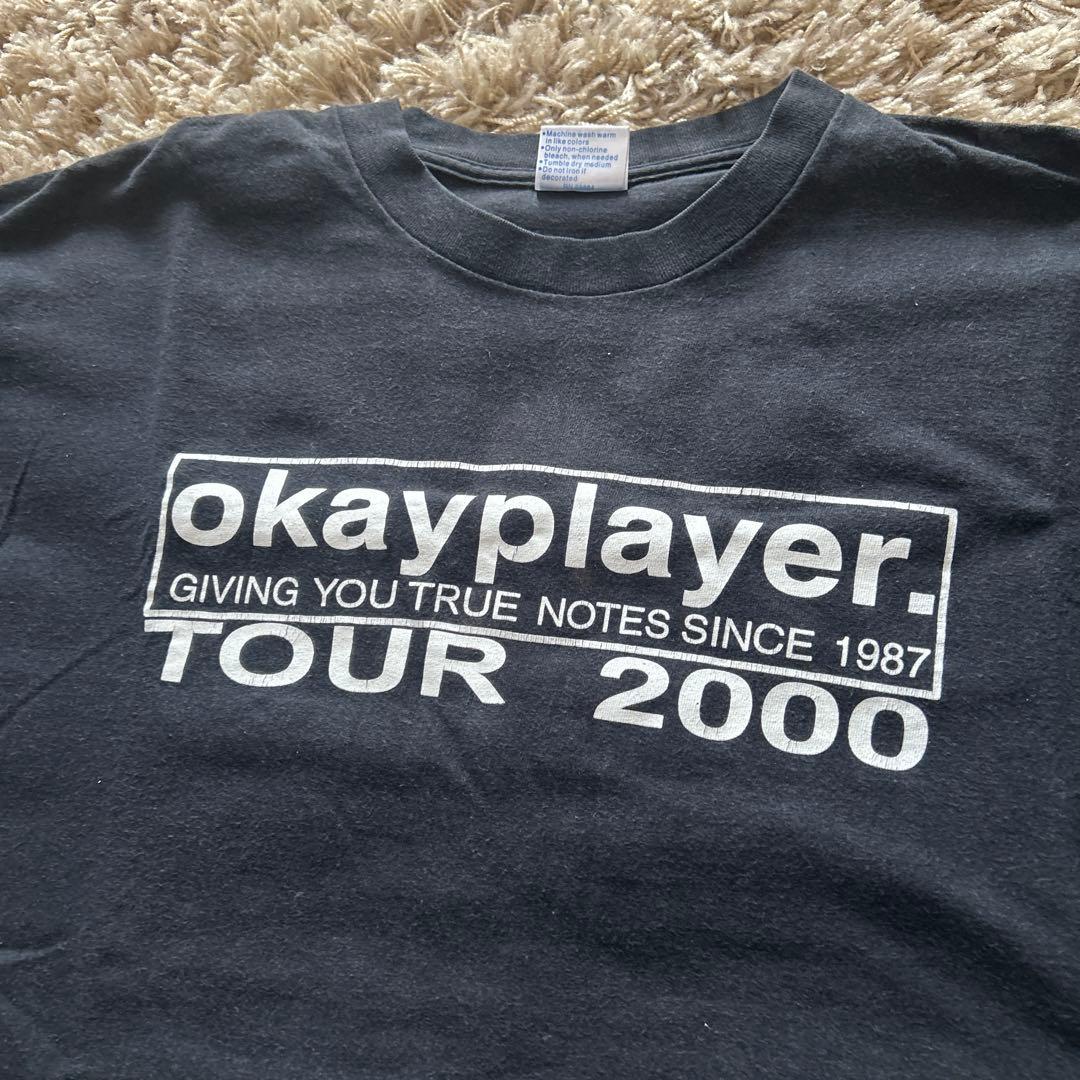 •Machine wash warm
in like colors
•Only non-chlorine
bleach, when needed
•Tumble dry medium
•Do not iron if
decorated
okayplayer.
GIVING YOU TRUE NOTES SINCE 1987
TOUR 2000